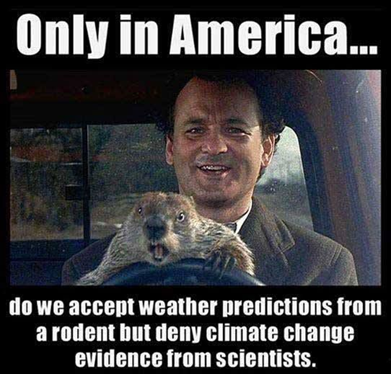 Only in America...
do we accept weather predictions from
a rodent but deny climate change
evidence from scientists.